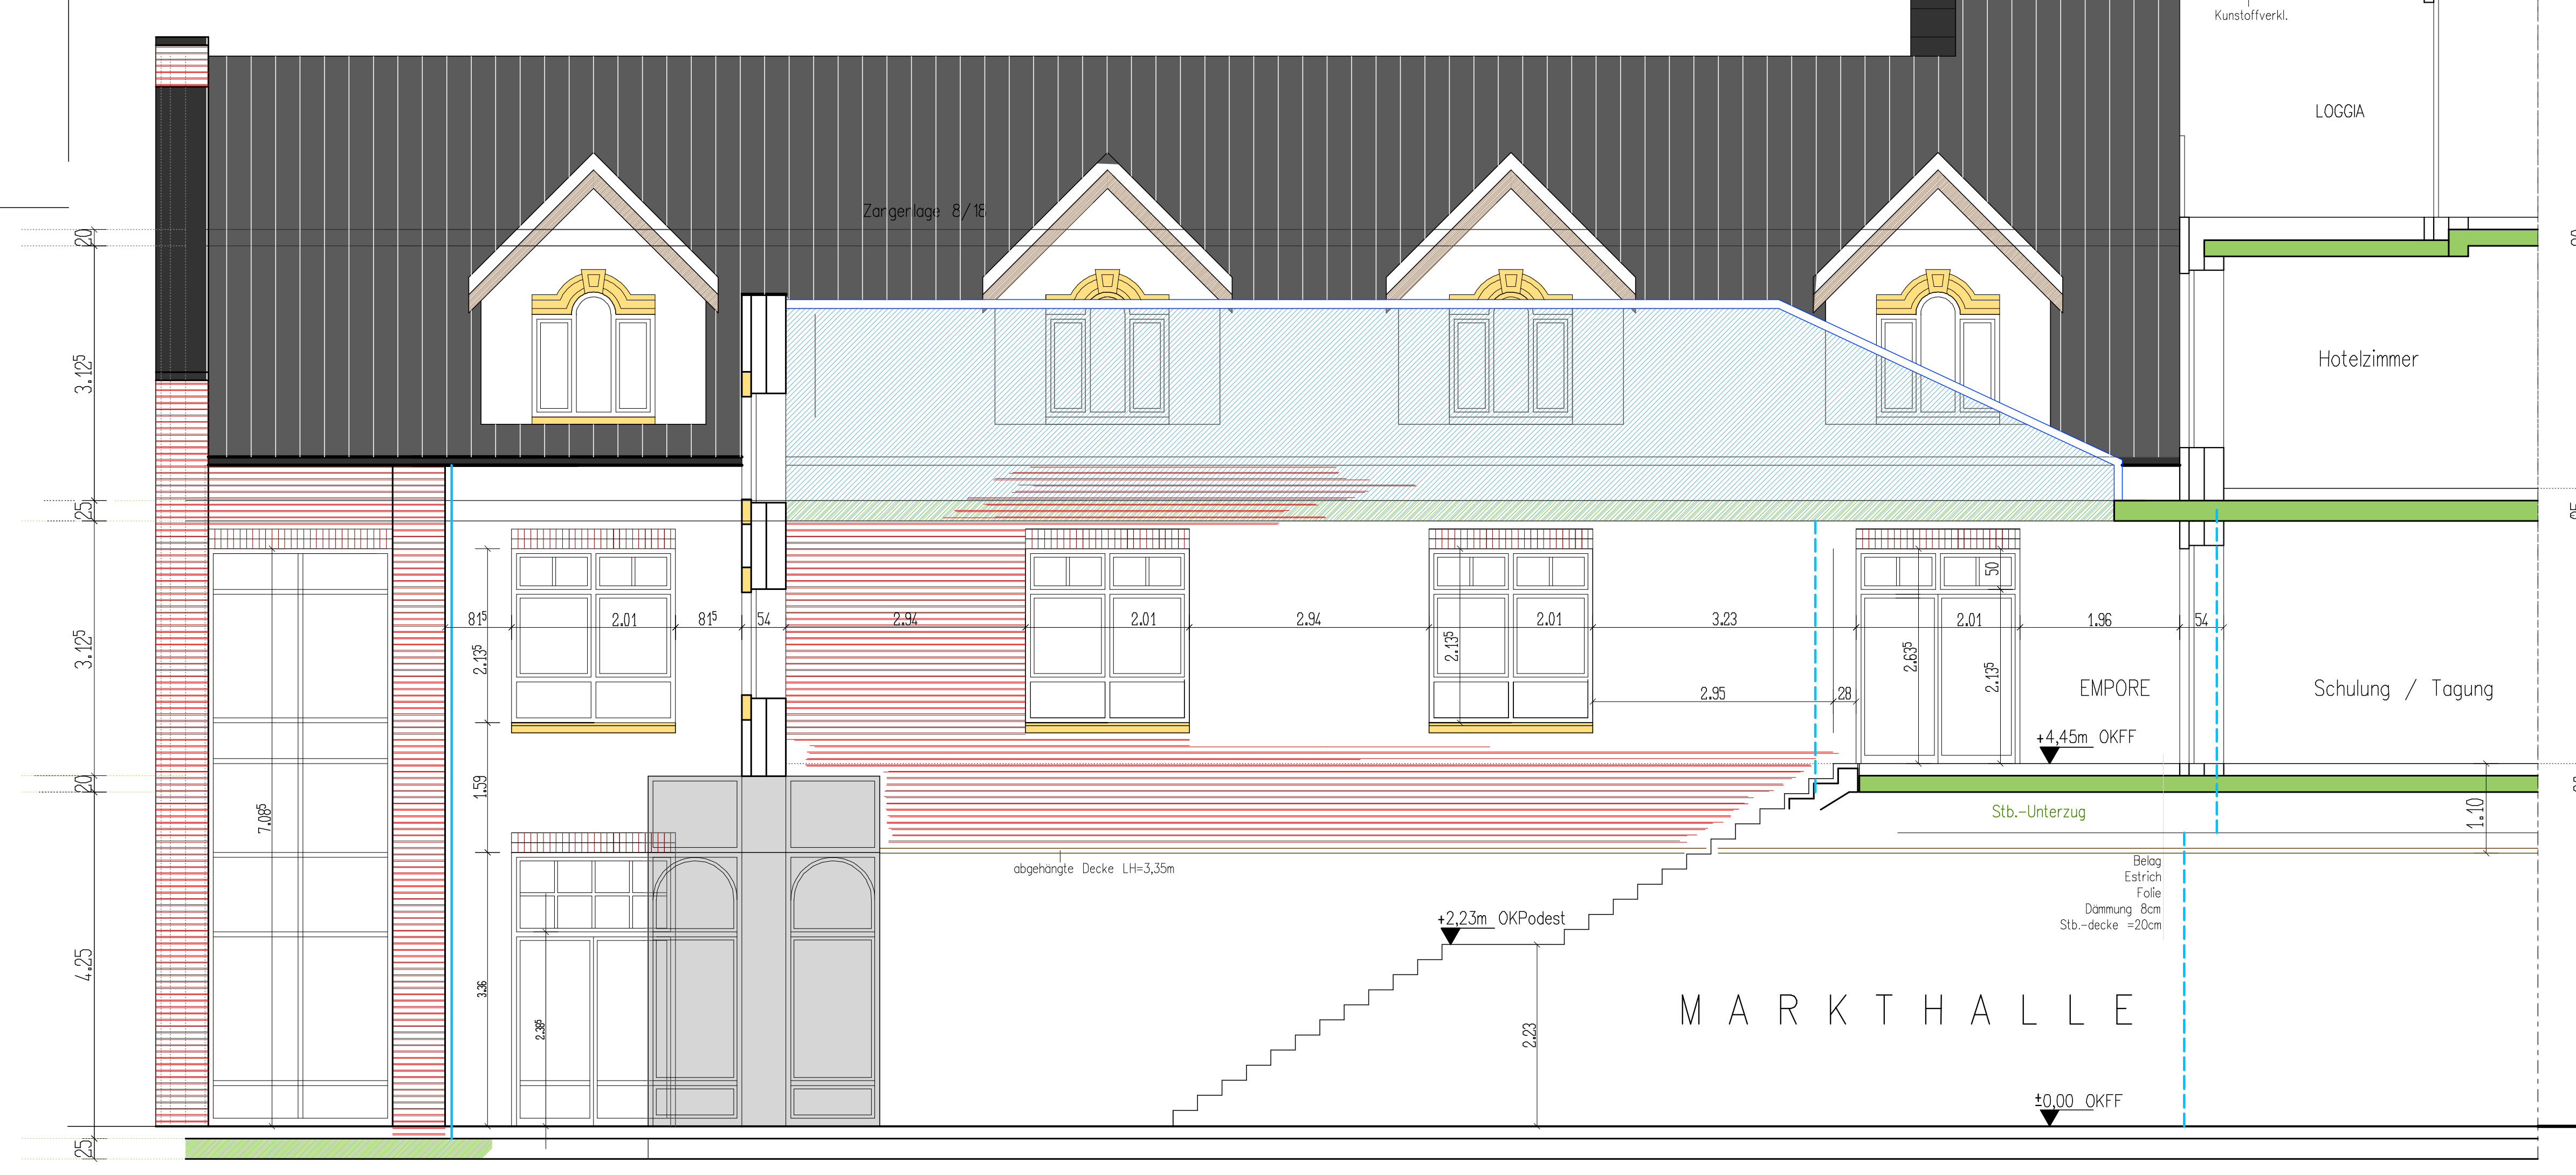 Kunstoffverkl.
LOGGIA
Zangenlage 8/18
20
3.12⁵
Hotelzimmer
25
50
81⁵ 2.01 81⁵ 54 2.94 2.01 2.94 2.01 3.23 2.01 1.96 54
3.12⁵
2.13⁵
2.13⁵
2.63⁵
2.13⁵
2.95 28
EMPORE
Schulung / Tagung
+4,45m OKFF
20
1.59
7.08⁵
Stb.-Unterzug
1.10
abgehängte Decke LH=3,35m
Belag
Estrich
Folie
Dämmung 8cm
Stb.-decke =20cm
+2,23m OKPodest
4.25
3.36
2.38⁵
2.23
MARKTHALLE
±0,00 OKFF
25